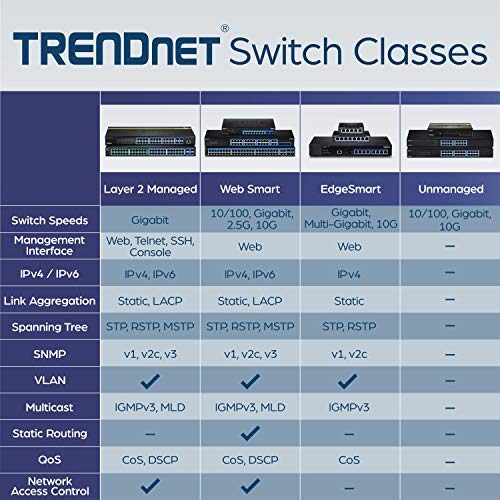 TRENDNET® Switch Classes
Layer 2 Managed Web Smart EdgeSmart Unmanaged
Switch Speeds Gigabit 10/100, Gigabit, 2.5G, 10G Gigabit, Multi-Gigabit, 10G 10/100, Gigabit, 10G
Management Interface Web, Telnet, SSH, Console Web Web –
IPv4 / IPv6 IPv4, IPv6 IPv4, IPv6 IPv4 –
Link Aggregation Static, LACP Static, LACP Static –
Spanning Tree STP, RSTP, MSTP STP, RSTP, MSTP STP, RSTP –
SNMP v1, v2c, v3 v1, v2c, v3 v1, v2c –
VLAN ✓ ✓ ✓ –
Multicast IGMPv3, MLD IGMPv3, MLD IGMPv3 –
Static Routing – ✓ – –
QoS CoS, DSCP CoS, DSCP CoS –
Network Access Control ✓ ✓ – –